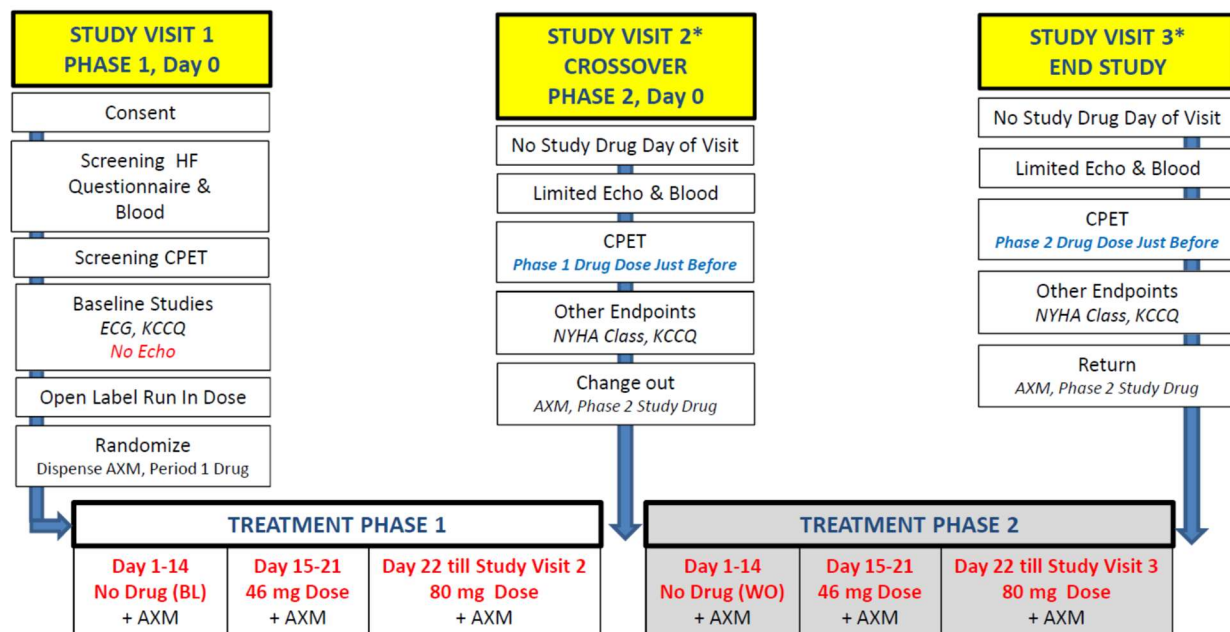 STUDY VISIT 1
PHASE 1, Day 0
Consent
Screening HF
Questionnaire &
Blood
Screening CPET
Baseline Studies
ECG, KCCQ
No Echo
Open Label Run In Dose
Randomize
Dispense AXM, Period 1 Drug
STUDY VISIT 2*
CROSSOVER
PHASE 2, Day 0
No Study Drug Day of Visit
Limited Echo & Blood
CPET
Phase 1 Drug Dose Just Before
Other Endpoints
NYHA Class, KCCQ
Change out
AXM, Phase 2 Study Drug
STUDY VISIT 3*
END STUDY
No Study Drug Day of Visit
Limited Echo & Blood
CPET
Phase 2 Drug Dose Just Before
Other Endpoints
NYHA Class, KCCQ
Return
AXM, Phase 2 Study Drug
TREATMENT PHASE 1
Day 1-14
No Drug (BL)
+ AXM
Day 15-21
46 mg Dose
+ AXM
Day 22 till Study Visit 2
80 mg Dose
+ AXM
TREATMENT PHASE 2
Day 1-14
No Drug (WO)
+ AXM
Day 15-21
46 mg Dose
+ AXM
Day 22 till Study Visit 3
80 mg Dose
+ AXM